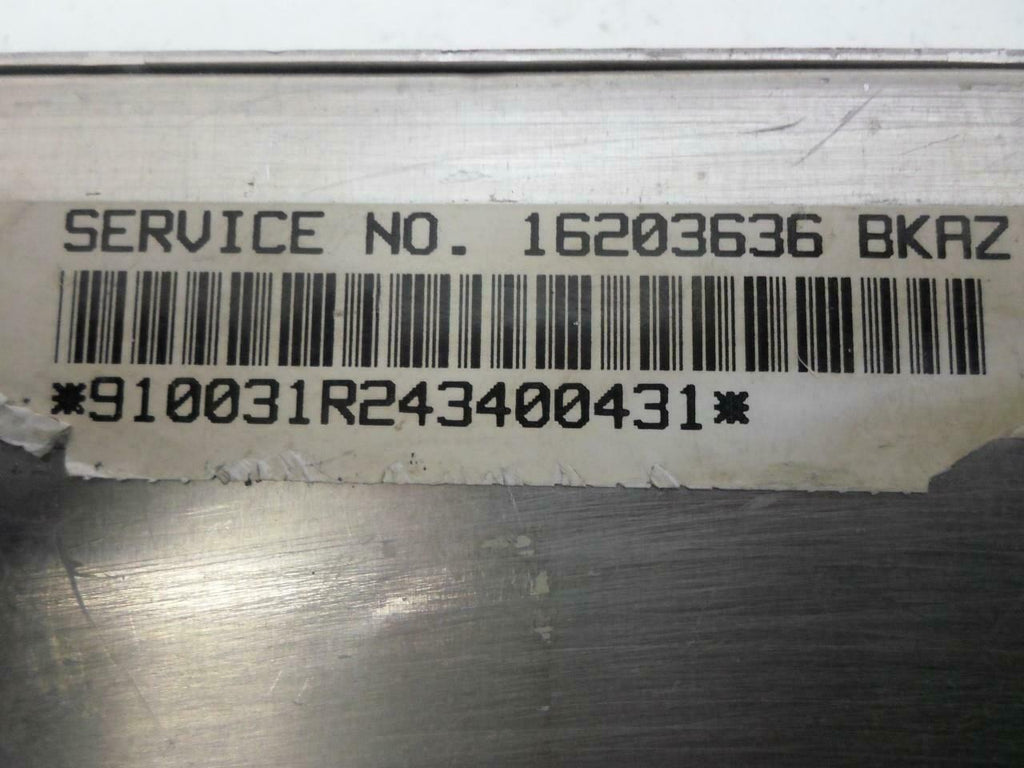 SERVICE NO. 16203636 BKAZ
*910031R243400431*